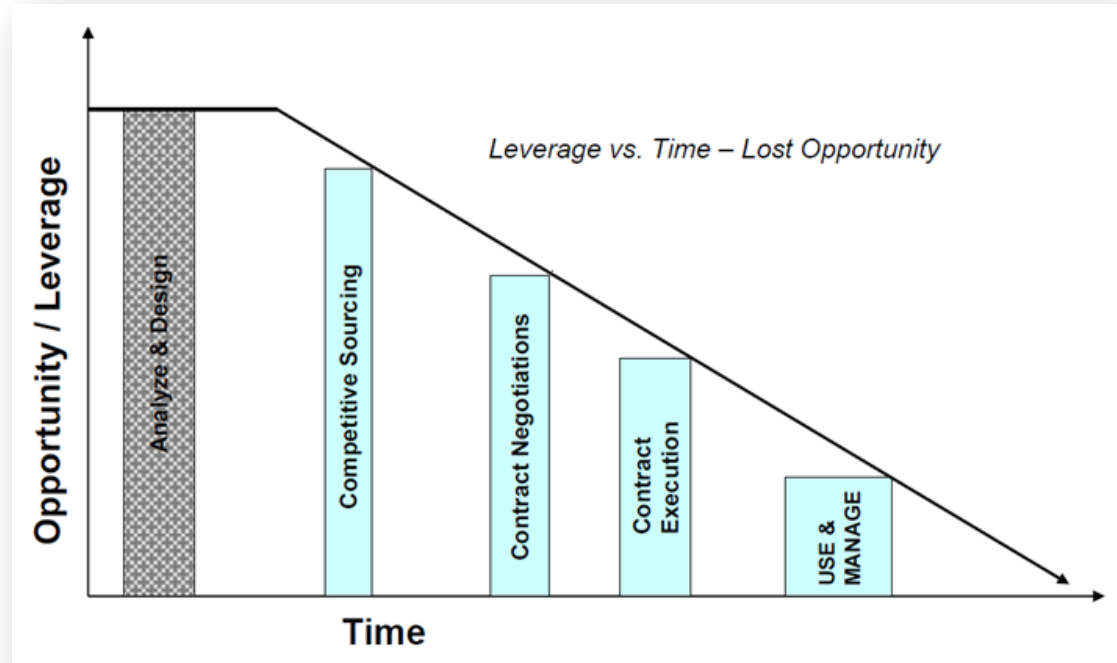 Leverage vs. Time – Lost Opportunity
Opportunity / Leverage
Analyze & Design
Competitive Sourcing
Contract Negotiations
Contract
Execution
USE &
MANAGE
Time